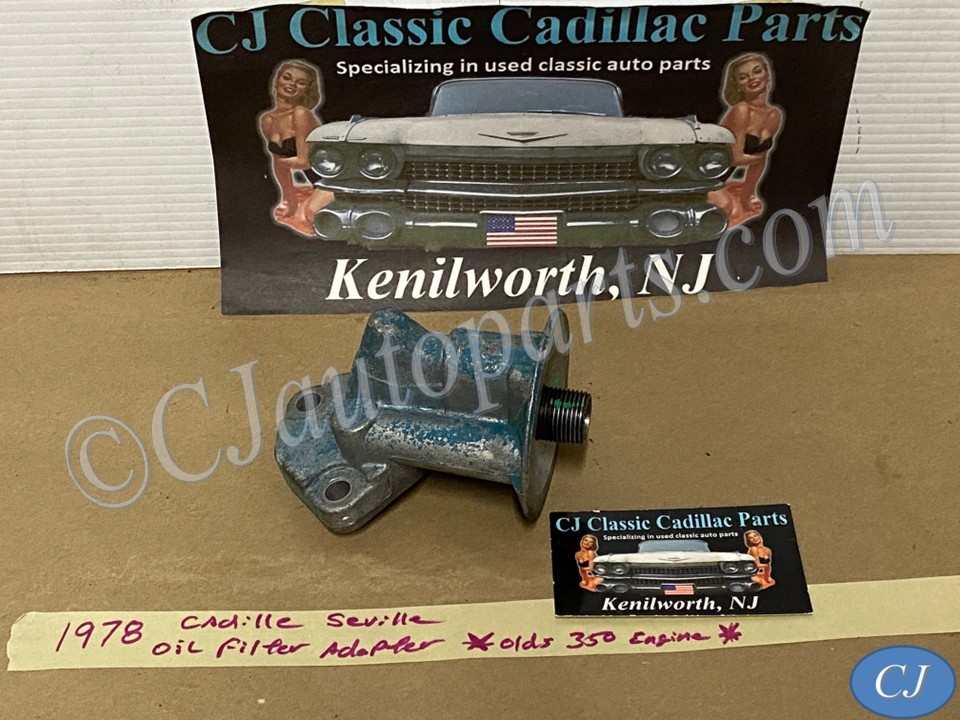 CJ Classic Cadillac Parts
Specializing in used classic auto parts
Kenilworth, NJ
©CJautoparts.com
CJ Classic Cadillac Parts
Specializing in used classic auto parts
Kenilworth, NJ
1978 CAdille Seville
OiL filter Adapter *Olds 350 Engine*
CJ